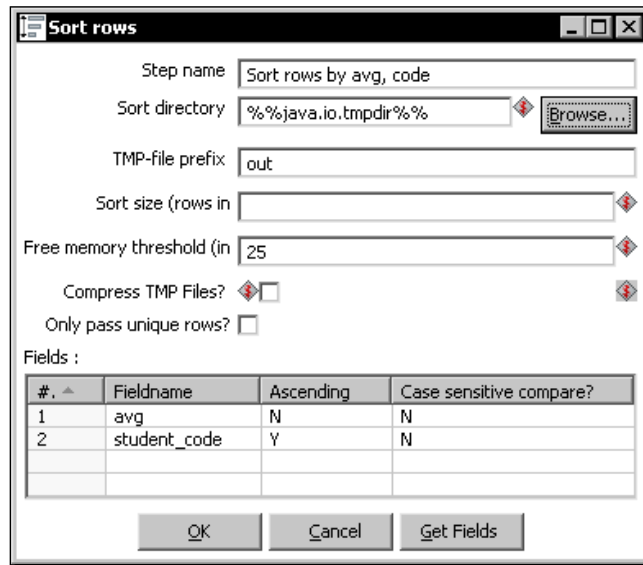 Sort rows
Step name Sort rows by avg, code
Sort directory %%java.io.tmpdir%% Browse...
TMP-file prefix out
Sort size (rows in
Free memory threshold (in 25
Compress TMP Files?
Only pass unique rows?
Fields :
#. Fieldname Ascending Case sensitive compare?
1 avg N N
2 student_code Y N
OK Cancel Get Fields